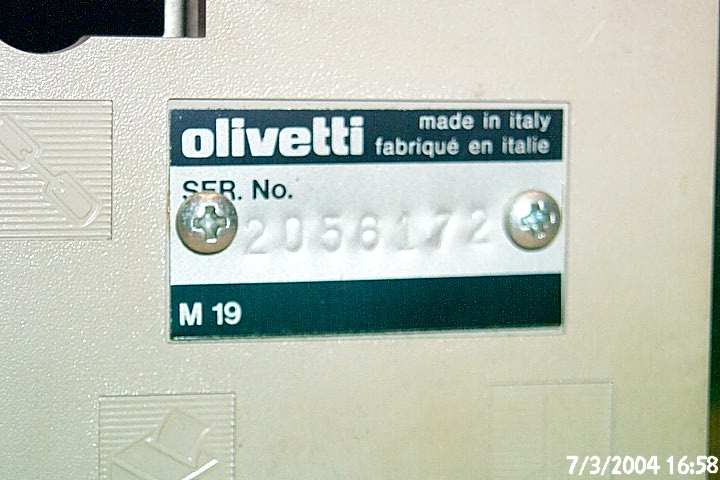 olivetti
made in italy
fabriqué en italie
SER. No.
2056172
M 19
7/3/2004 16:58